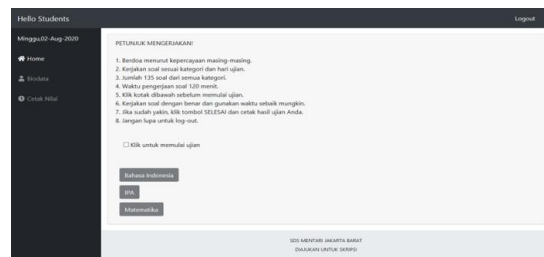 Hello Students
Logout
Minggu,02-Aug-2020
Home
Biodata
Cetak Nilai
PETUNJUK MENGERJAKAN!
1. Berdoa menurut kepercayaan masing-masing.
2. Kerjakan soal sesuai kategori dan hari ujian.
3. Jumlah 135 soal dari semua kategori.
4. Waktu pengerjaan soal 120 menit.
5. Klik kotak dibawah sebelum memulai ujian.
6. Kerjakan soal dengan benar dan gunakan waktu sebaik mungkin.
7. Jika sudah yakin, klik tombol SELESAI dan cetak hasil ujian Anda.
8. Jangan lupa untuk log-out.
Klik untuk memulai ujian
Bahasa Indonesia
IPA
Matematika
SDS MENTARI JAKARTA BARAT
DIAJUKAN UNTUK SKRIPSI